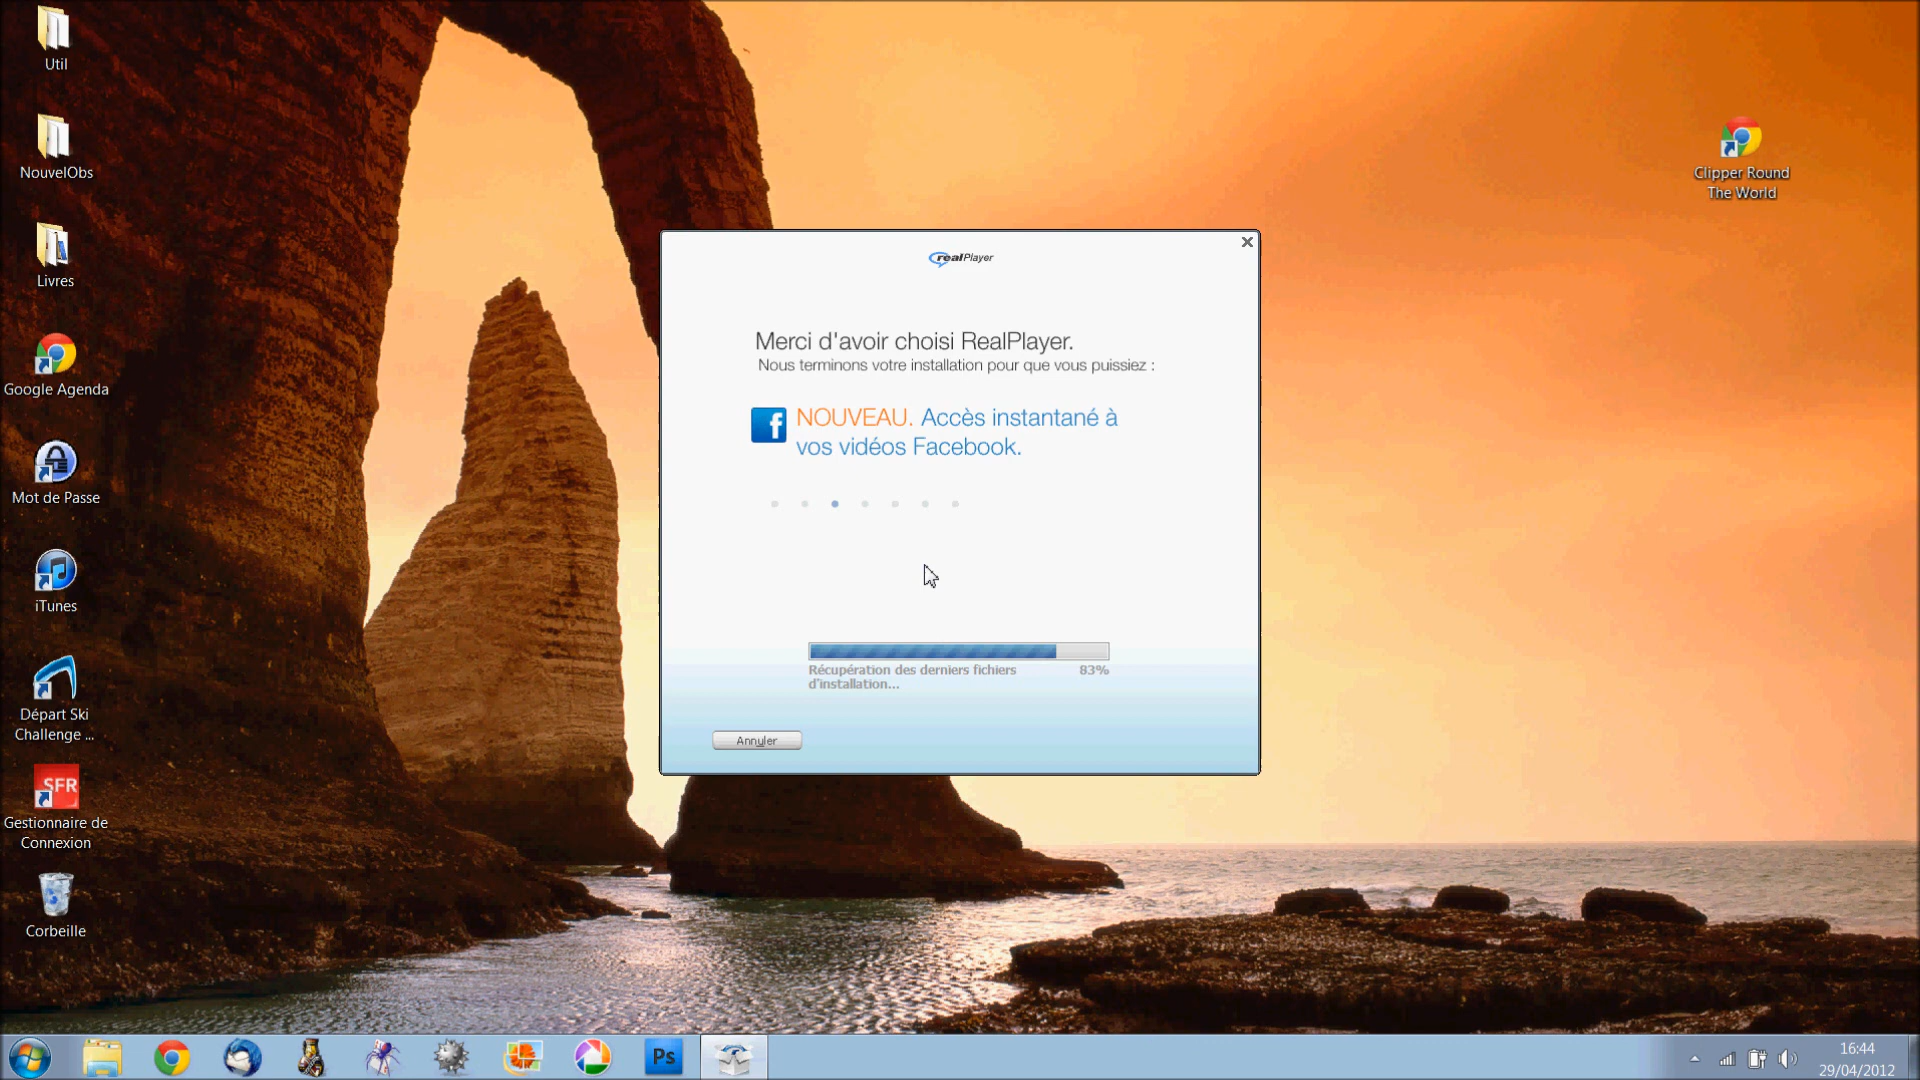 Util
NouvelObs
Livres
Google Agenda
Mot de Passe
iTunes
Départ Ski
Challenge ...
SFR
Gestionnaire de
Connexion
Corbeille
Clipper Round
The World
realPlayer
Merci d'avoir choisi RealPlayer.
Nous terminons votre installation pour que vous puissiez :
f
NOUVEAU. Accès instantané à
vos vidéos Facebook.
Récupération des derniers fichiers 83%
d'installation...
Annuler
Ps
16:44
29/04/2012